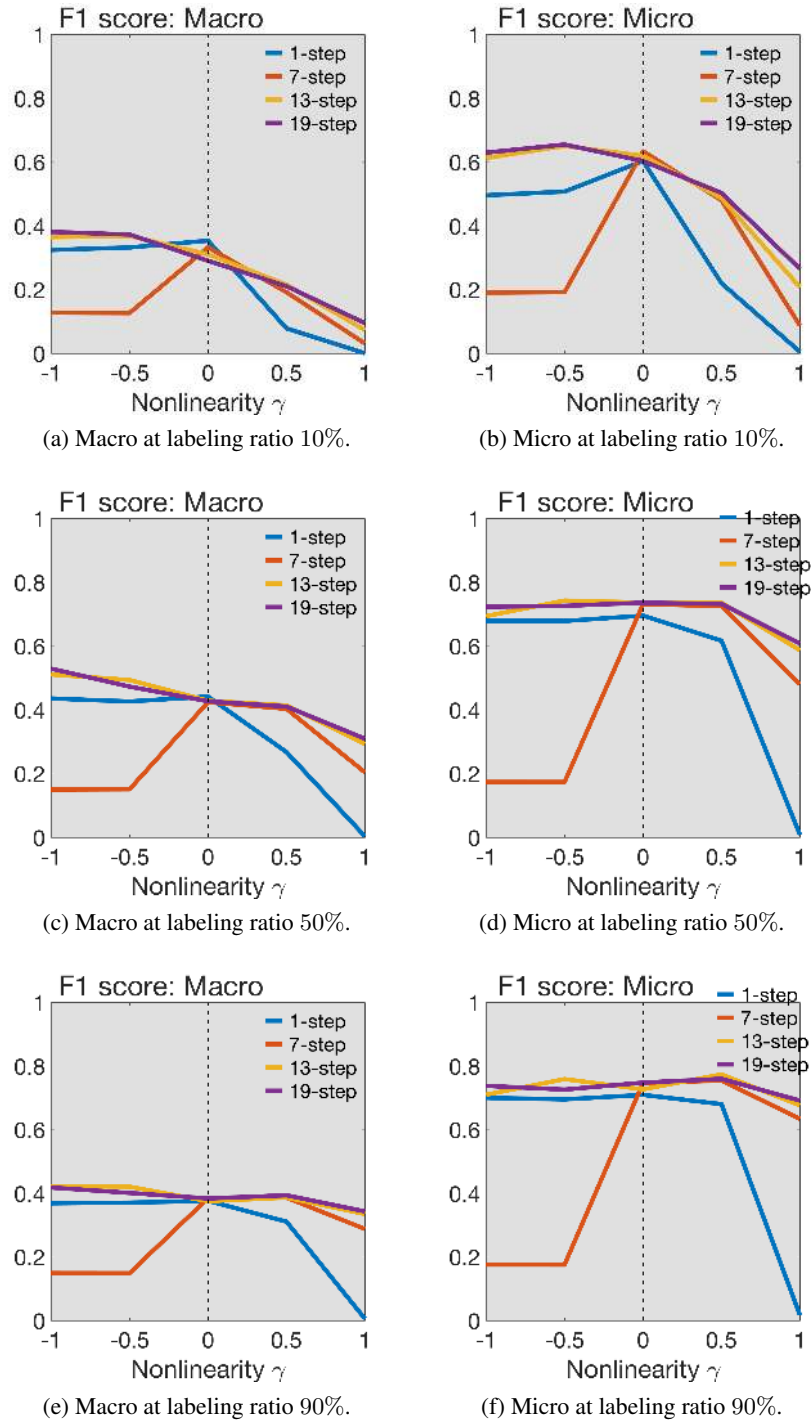 F1 score: Macro
1
0.8
0.6
0.4
0.2
0
1-step
7-step
13-step
19-step
-1 -0.5 0 0.5 1
Nonlinearity γ
(a) Macro at labeling ratio 10%.
F1 score: Micro
1
0.8
0.6
0.4
0.2
0
1-step
7-step
13-step
19-step
-1 -0.5 0 0.5 1
Nonlinearity γ
(b) Micro at labeling ratio 10%.
F1 score: Macro
1
0.8
0.6
0.4
0.2
0
1-step
7-step
13-step
19-step
-1 -0.5 0 0.5 1
Nonlinearity γ
(c) Macro at labeling ratio 50%.
F1 score: Micro
1
0.8
0.6
0.4
0.2
0
1-step
7-step
13-step
19-step
-1 -0.5 0 0.5 1
Nonlinearity γ
(d) Micro at labeling ratio 50%.
F1 score: Macro
1
0.8
0.6
0.4
0.2
0
1-step
7-step
13-step
19-step
-1 -0.5 0 0.5 1
Nonlinearity γ
(e) Macro at labeling ratio 90%.
F1 score: Micro
1
0.8
0.6
0.4
0.2
0
1-step
7-step
13-step
19-step
-1 -0.5 0 0.5 1
Nonlinearity γ
(f) Micro at labeling ratio 90%.